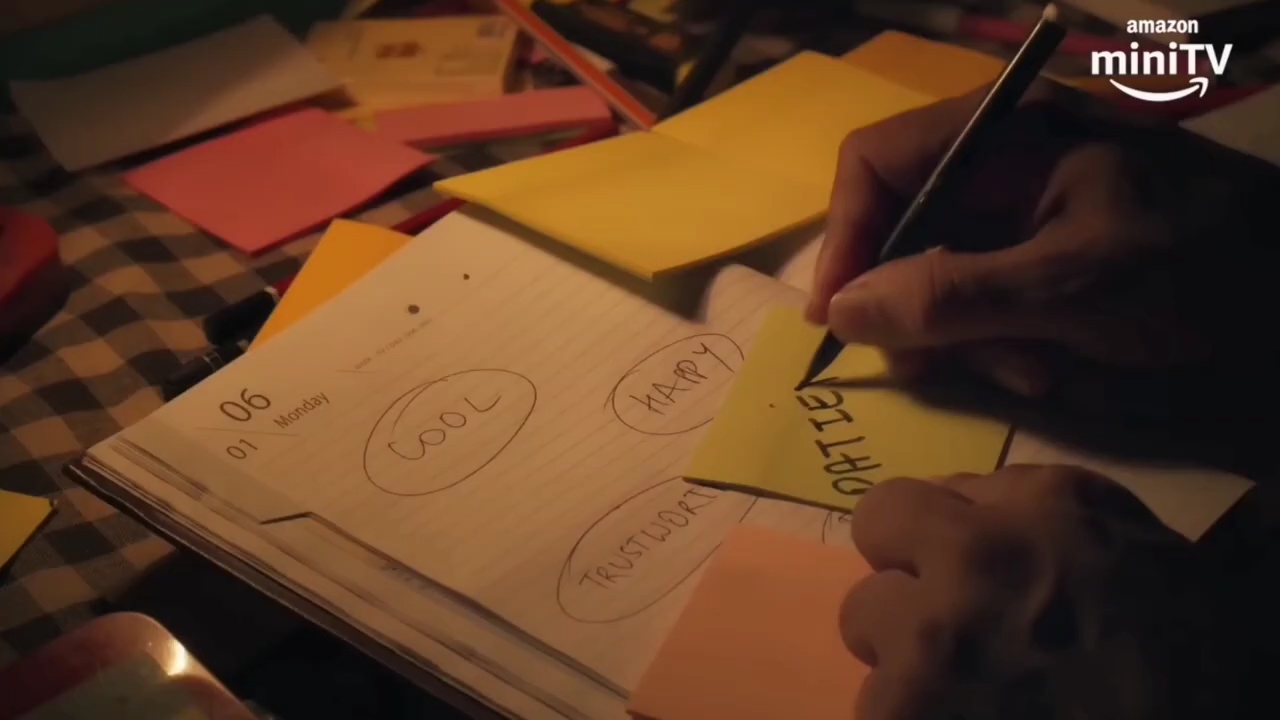 amazon
miniTV
06
01
Monday
COOL
HAPPY
TRUSTWORT
PATIE